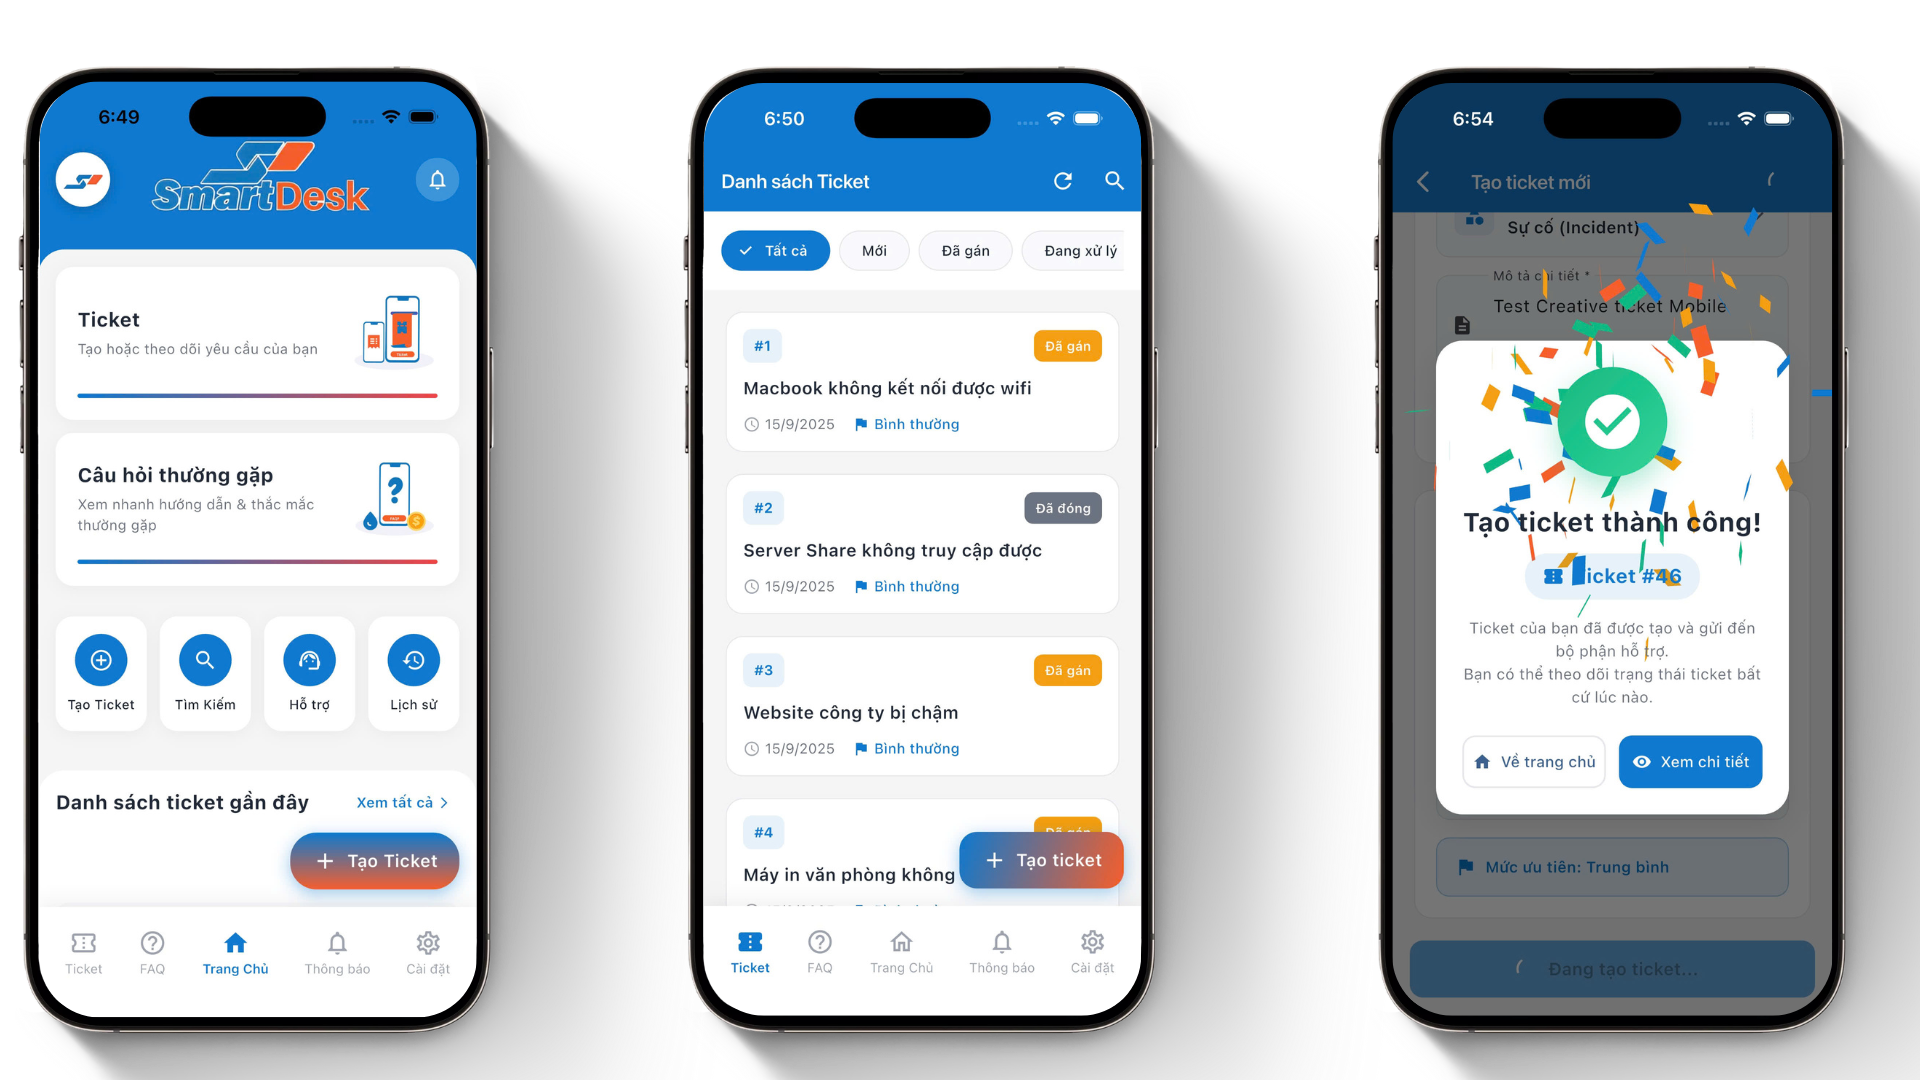 6:49
SmartDesk
Ticket
Tạo hoặc theo dõi yêu cầu của bạn
Câu hỏi thường gặp
Xem nhanh hướng dẫn & thắc mắc
thường gặp
Tạo Ticket
Tìm Kiếm
Hỗ trợ
Lịch sử
Danh sách ticket gần đây
Xem tất cả
+ Tạo Ticket
Ticket
FAQ
Trang Chủ
Thông báo
Cài đặt
6:50
Danh sách Ticket
Tất cả
Mới
Đã gán
Đang xử lý
#1
Đã gán
Macbook không kết nối được wifi
15/9/2025
Bình thường
#2
Đã đóng
Server Share không truy cập được
15/9/2025
Bình thường
#3
Đã gán
Website công ty bị chậm
15/9/2025
Bình thường
#4
Đã gán
Máy in văn phòng không
+ Tạo ticket
Ticket
FAQ
Trang Chủ
Thông báo
Cài đặt
6:54
Tạo ticket mới
Sự cố (Incident)
Mô tả chi tiết *
Test Creative ticket Mobile
Tạo ticket thành công!
Ticket #46
Ticket của bạn đã được tạo và gửi đến
bộ phận hỗ trợ.
Bạn có thể theo dõi trạng thái ticket bất
cứ lúc nào.
Về trang chủ
Xem chi tiết
Mức ưu tiên: Trung bình
Đang tạo ticket...